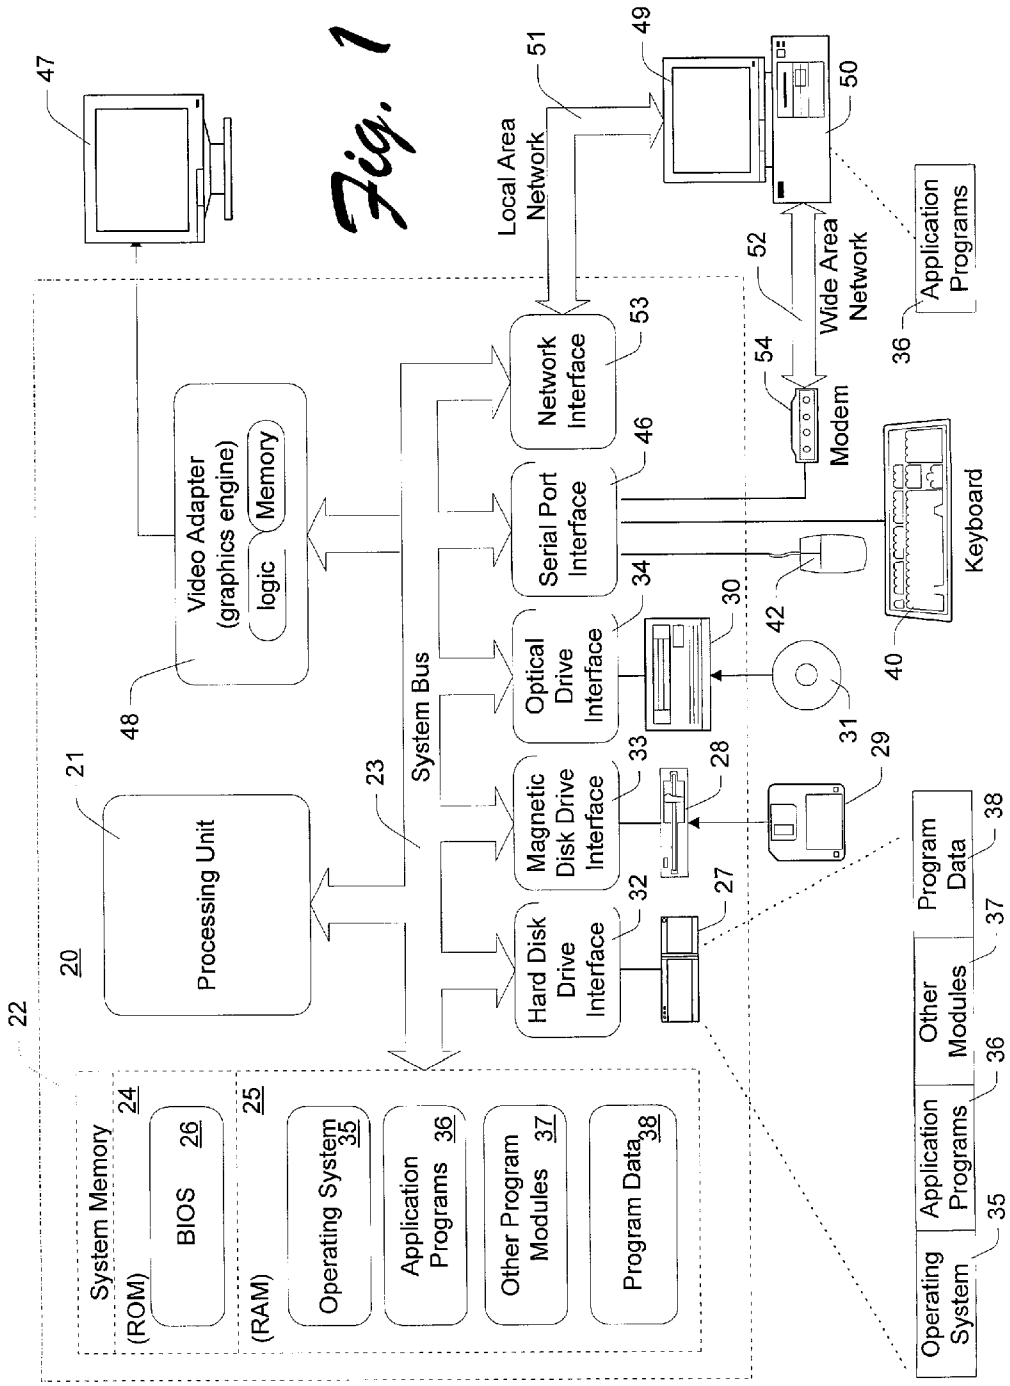 System Memory
22
(ROM)
24
BIOS
26
(RAM)
25
Operating System
35
Application
Programs
36
Other Program
Modules
37
Program Data
38
20
Processing Unit
21
48
Video Adapter
(graphics engine)
logic
Memory
47
Fig. 1
23
System Bus
Hard Disk
Drive
Interface
32
Magnetic
Disk Drive
Interface
33
Optical
Drive
Interface
34
Serial Port
Interface
46
Network
Interface
53
Local Area
Network
51
49
50
27
28
29
30
31
42
40
Keyboard
Modem
54
52
Wide Area
Network
36
Application
Programs
Operating
System
35
Application
Programs
36
Other
Modules
37
Program
Data
38